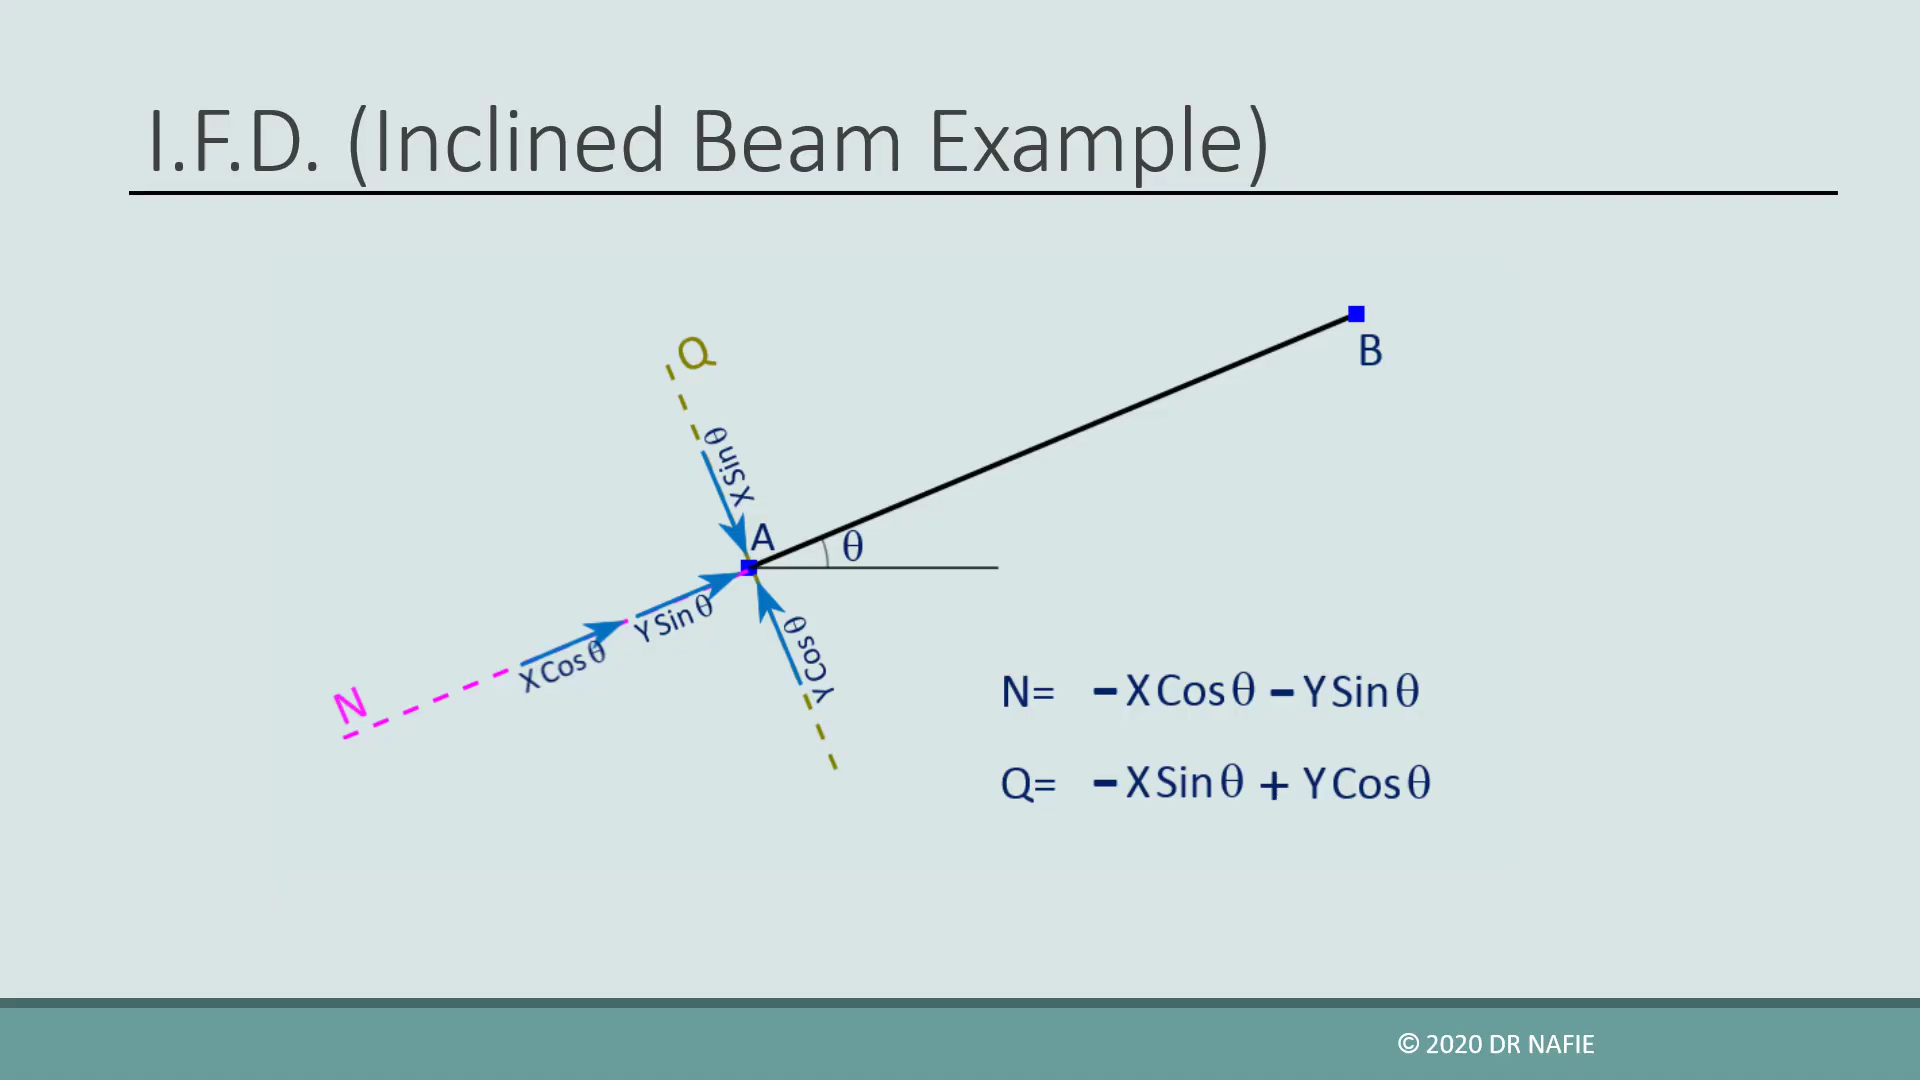 I.F.D. (Inclined Beam Example)
Q
B
X Sin θ
A
θ
Y Sin θ
X Cos θ
Y Cos θ
N
N= − X Cos θ − Y Sin θ
Q= − X Sin θ + Y Cos θ
© 2020 DR NAFIE